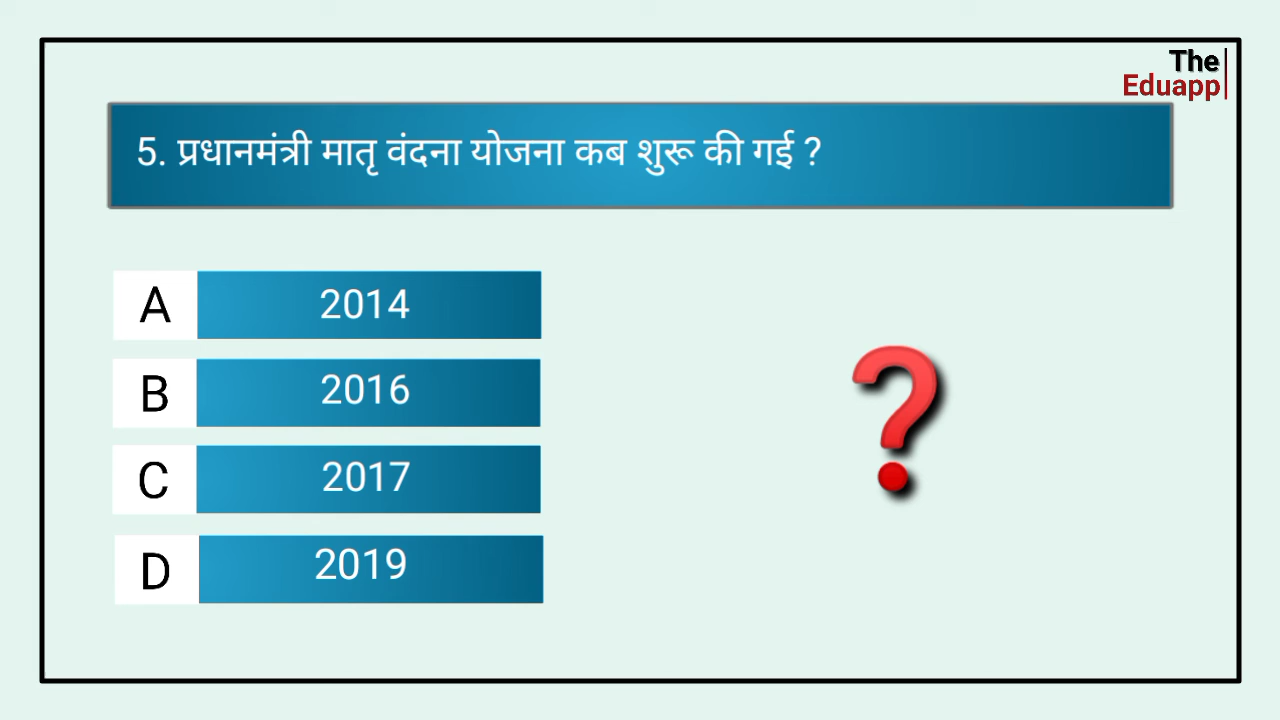 The
Eduapp
5. प्रधानमंत्री मातृ वंदना योजना कब शुरू की गई ?
A 2014
B 2016
C 2017
D 2019